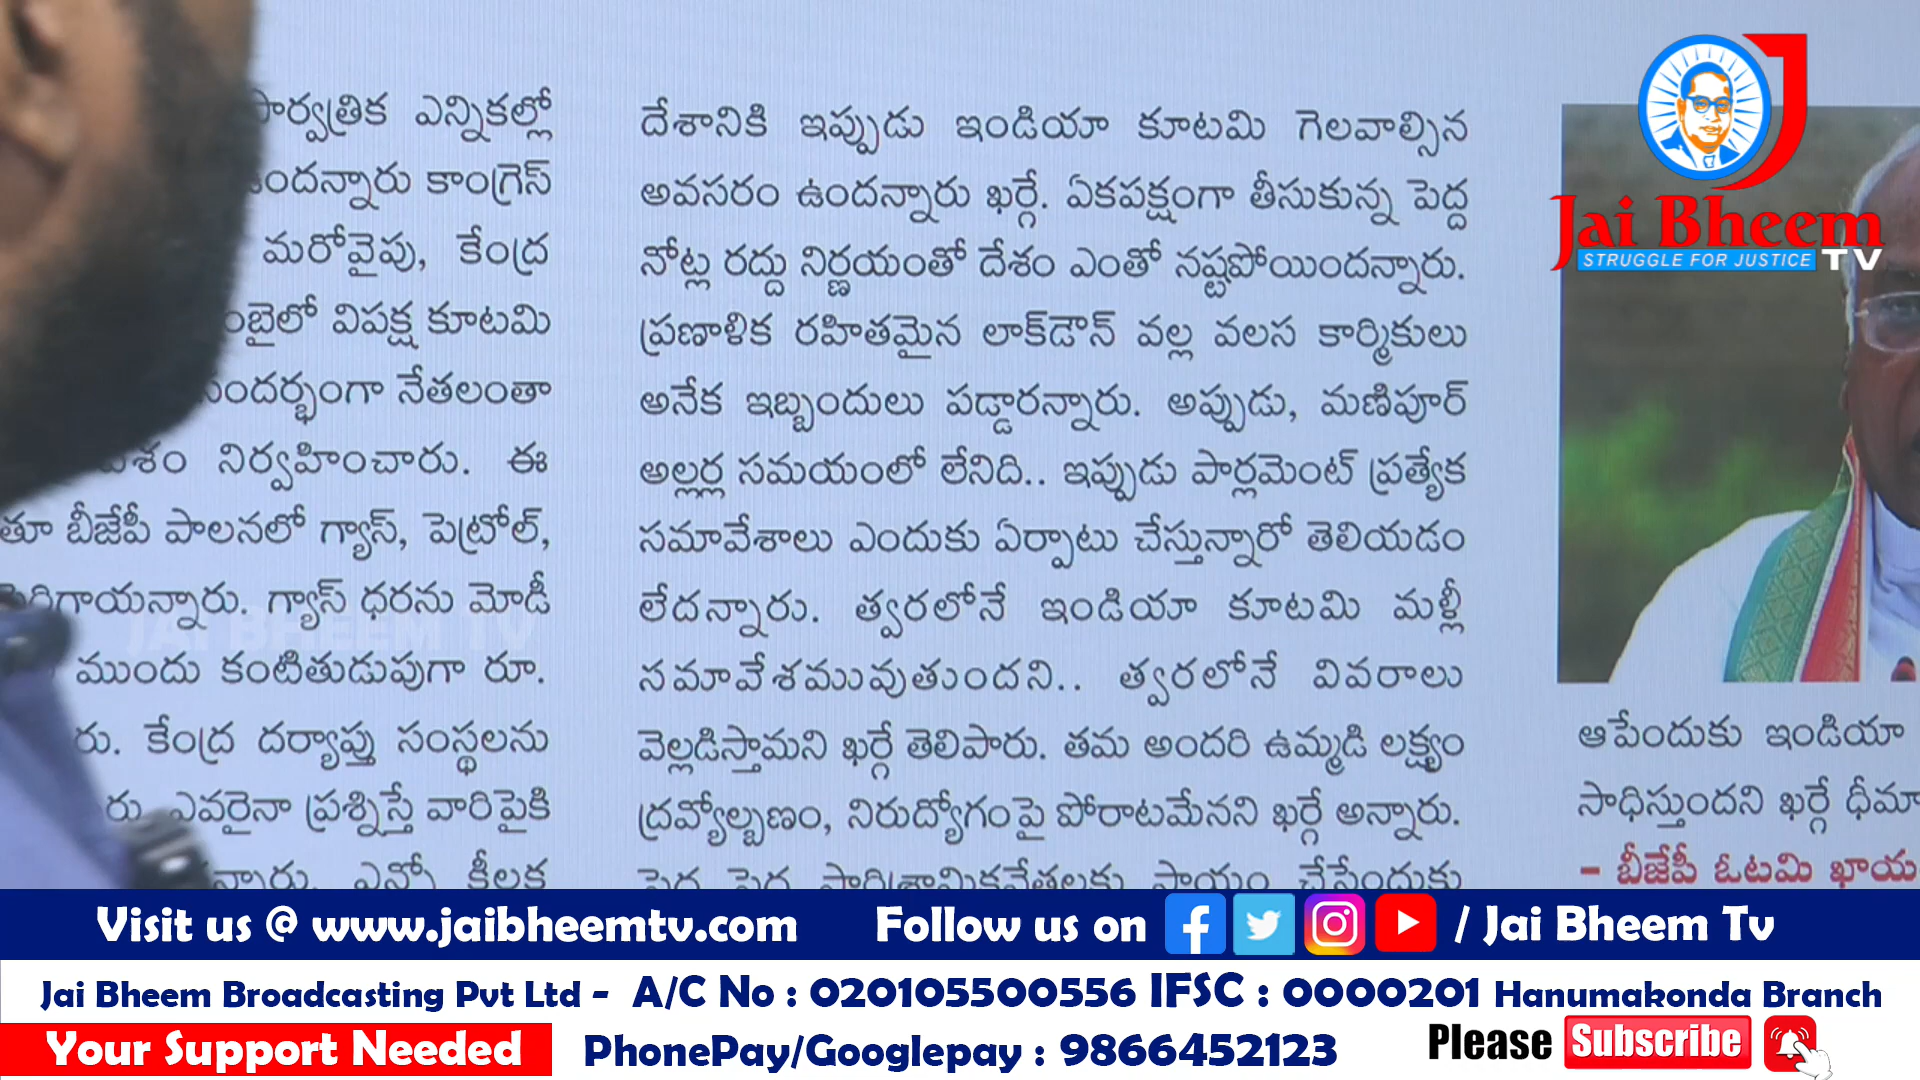 ఎన్నికల్లో
కాంగ్రెస్
మరోవైపు, కేంద్ర
విపక్ష కూటమి
నేతలంతా
నిర్వహించారు. ఈ
బీజేపీ పాలనలో గ్యాస్, పెట్రోల్,
గ్యాస్ ధరను మోడీ
ముందు కంటితుడుపుగా రూ.
కేంద్ర దర్యాప్తు సంస్థలను
ఎవరైనా ప్రశ్నిస్తే వారిపైకి
దేశానికి ఇప్పుడు ఇండియా కూటమి గెలవాల్సిన
అవసరం ఉందన్నారు ఖర్గే. ఏకపక్షంగా తీసుకున్న పెద్ద
నోట్ల రద్దు నిర్ణయంతో దేశం ఎంతో నష్టపోయిందన్నారు.
ప్రణాళిక రహితమైన లాక్‌డౌన్ వల్ల వలస కార్మికులు
అనేక ఇబ్బందులు పడ్డారన్నారు. అప్పుడు, మణిపూర్
అల్లర్ల సమయంలో లేనిది.. ఇప్పుడు పార్లమెంట్ ప్రత్యేక
సమావేశాలు ఎందుకు ఏర్పాటు చేస్తున్నారో తెలియడం
లేదన్నారు. త్వరలోనే ఇండియా కూటమి మళ్లీ
సమావేశమువుతుందని.. త్వరలోనే వివరాలు
వెల్లడిస్తామని ఖర్గే తెలిపారు. తమ అందరి ఉమ్మడి లక్ష్యం
ద్రవ్యోల్బణం, నిరుద్యోగంపై పోరాటమేనని ఖర్గే అన్నారు.
ఆపేందుకు ఇండియా
సాధిస్తుందని ఖర్గే
- బీజేపీ ఓటమి
Jai Bheem
STRUGGLE FOR JUSTICE TV
JAI BHEEM TV
Visit us @ www.jaibheemtv.com Follow us on / Jai Bheem Tv
Jai Bheem Broadcasting Pvt Ltd - A/C No : 020105500556 IFSC : 0000201 Hanumakonda Branch
Your Support Needed PhonePay/Googlepay : 9866452123 Please Subscribe